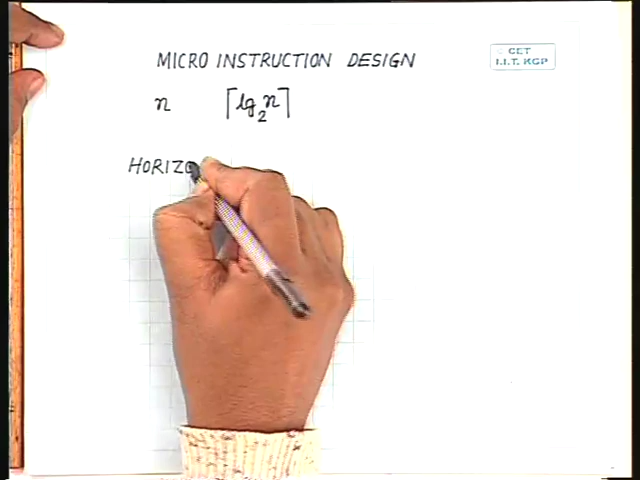 MICRO INSTRUCTION DESIGN
CET
I.I.T. KGP
n ⌈lg₂n⌉
HORIZO